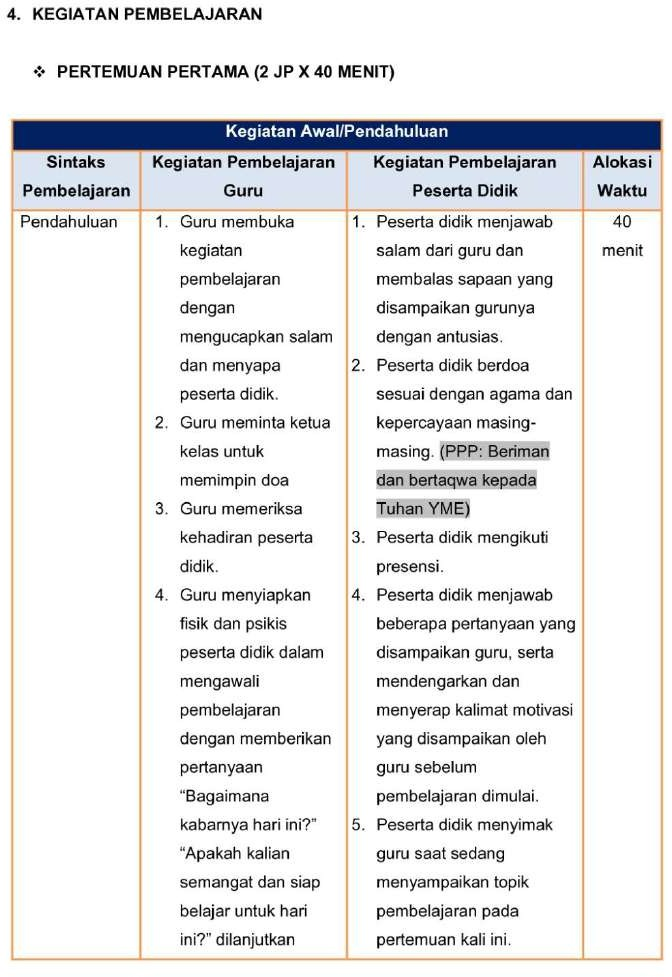 4. KEGIATAN PEMBELAJARAN
❖ PERTEMUAN PERTAMA (2 JP X 40 MENIT)
Kegiatan Awal/Pendahuluan
Sintaks
Pembelajaran
Kegiatan Pembelajaran
Guru
Kegiatan Pembelajaran
Peserta Didik
Alokasi
Waktu
Pendahuluan
1. Guru membuka
kegiatan
pembelajaran
dengan
mengucapkan salam
dan menyapa
peserta didik.
2. Guru meminta ketua
kelas untuk
memimpin doa
3. Guru memeriksa
kehadiran peserta
didik.
4. Guru menyiapkan
fisik dan psikis
peserta didik dalam
mengawali
pembelajaran
dengan memberikan
pertanyaan
“Bagaimana
kabarnya hari ini?”
“Apakah kalian
semangat dan siap
belajar untuk hari
ini?” dilanjutkan
1. Peserta didik menjawab
salam dari guru dan
membalas sapaan yang
disampaikan gurunya
dengan antusias.
2. Peserta didik berdoa
sesuai dengan agama dan
kepercayaan masing-
masing. (PPP: Beriman
dan bertaqwa kepada
Tuhan YME)
3. Peserta didik mengikuti
presensi.
4. Peserta didik menjawab
beberapa pertanyaan yang
disampaikan guru, serta
mendengarkan dan
menyerap kalimat motivasi
yang disampaikan oleh
guru sebelum
pembelajaran dimulai.
5. Peserta didik menyimak
guru saat sedang
menyampaikan topik
pembelajaran pada
pertemuan kali ini.
40
menit